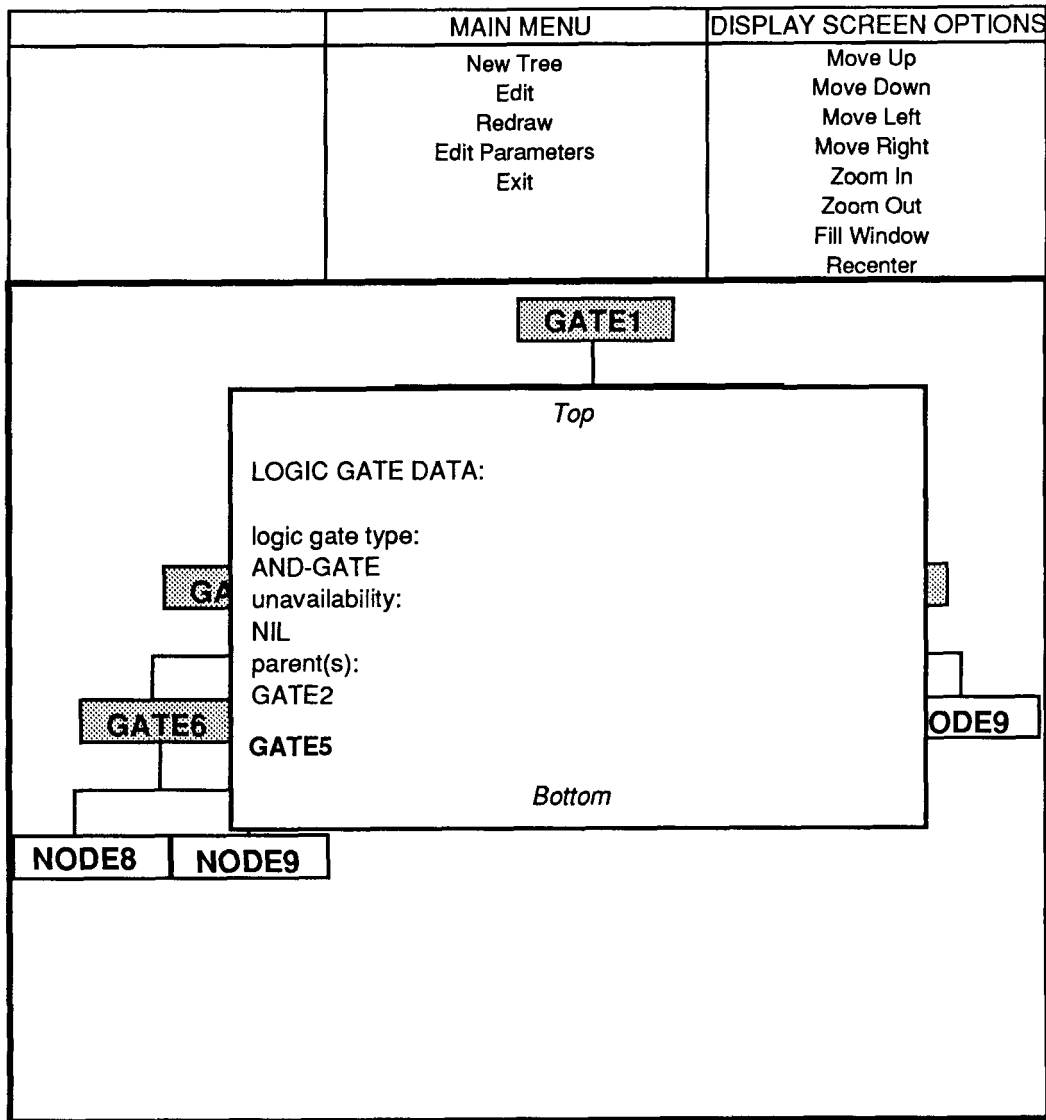 MAIN MENU
DISPLAY SCREEN OPTIONS
New Tree
Edit
Redraw
Edit Parameters
Exit
Move Up
Move Down
Move Left
Move Right
Zoom In
Zoom Out
Fill Window
Recenter
GATE1
Top
LOGIC GATE DATA:
logic gate type:
AND-GATE
unavailability:
NIL
parent(s):
GATE2
GATE5
Bottom
GA
GATE6
ODE9
NODE8
NODE9